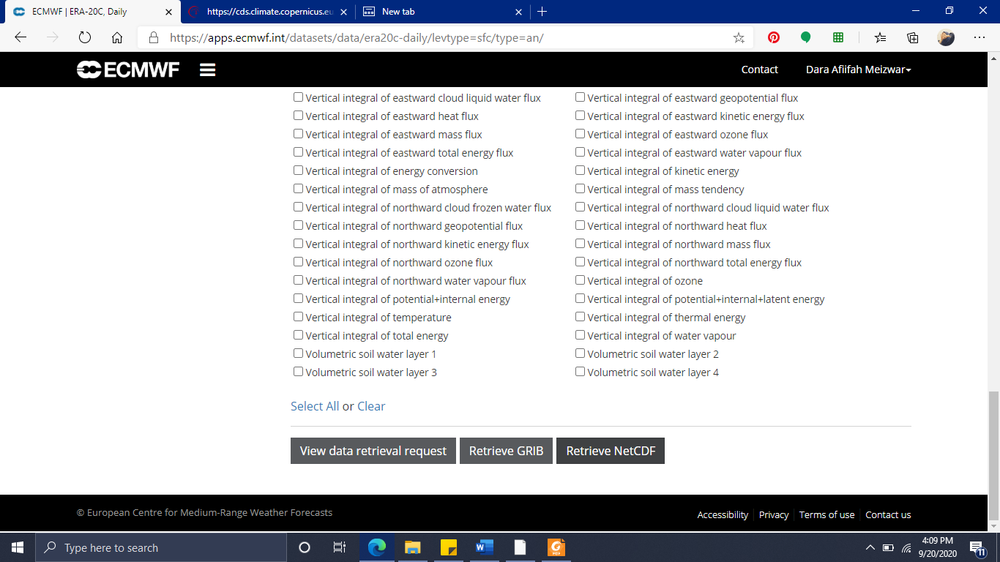 ECMWF | ERA-20C, Daily
https://cds.climate.copernicus.eu
New tab
https://apps.ecmwf.int/datasets/data/era20c-daily/levtype=sfc/type=an/
ECMWF
Contact
Dara Afiifah Meizwar
Vertical integral of eastward cloud liquid water flux Vertical integral of eastward geopotential flux
Vertical integral of eastward heat flux Vertical integral of eastward kinetic energy flux
Vertical integral of eastward mass flux Vertical integral of eastward ozone flux
Vertical integral of eastward total energy flux Vertical integral of eastward water vapour flux
Vertical integral of energy conversion Vertical integral of kinetic energy
Vertical integral of mass of atmosphere Vertical integral of mass tendency
Vertical integral of northward cloud frozen water flux Vertical integral of northward cloud liquid water flux
Vertical integral of northward geopotential flux Vertical integral of northward heat flux
Vertical integral of northward kinetic energy flux Vertical integral of northward mass flux
Vertical integral of northward ozone flux Vertical integral of northward total energy flux
Vertical integral of northward water vapour flux Vertical integral of ozone
Vertical integral of potential+internal energy Vertical integral of potential+internal+latent energy
Vertical integral of temperature Vertical integral of thermal energy
Vertical integral of total energy Vertical integral of water vapour
Volumetric soil water layer 1 Volumetric soil water layer 2
Volumetric soil water layer 3 Volumetric soil water layer 4
Select All or Clear
View data retrieval request
Retrieve GRIB
Retrieve NetCDF
© European Centre for Medium-Range Weather Forecasts
Accessibility Privacy Terms of use Contact us
Type here to search
4:09 PM
9/20/2020
11